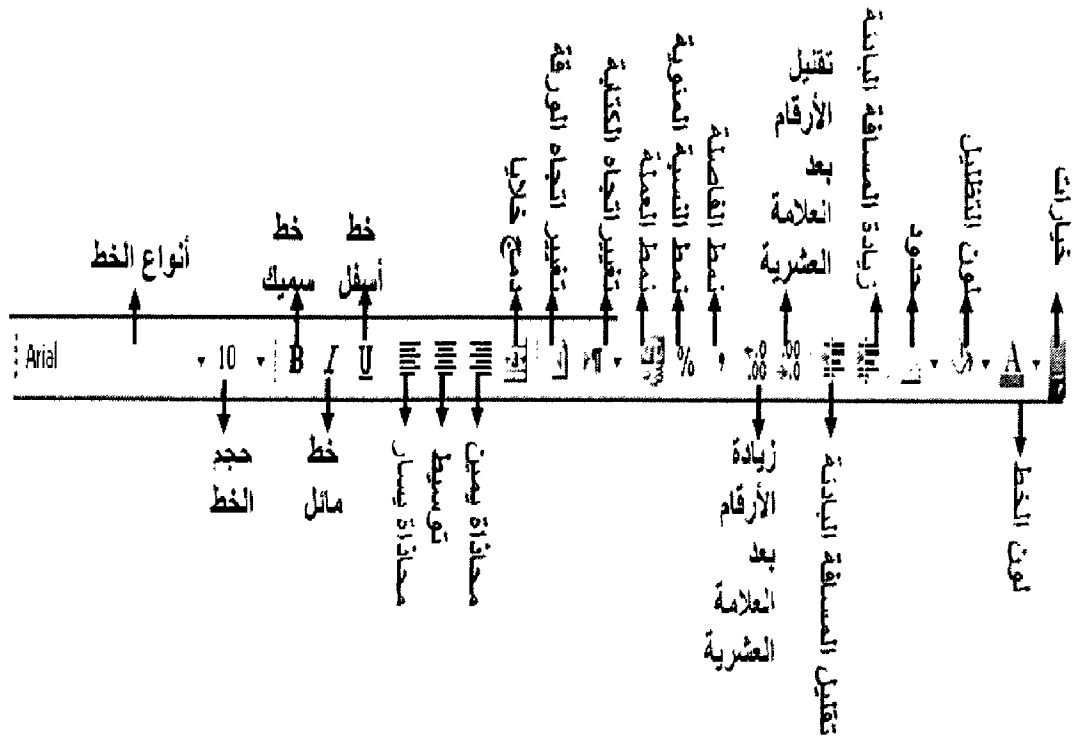 أنواع الخط
خط
سميك
خط
أسفل
دمج خلايا
تغيير اتجاه الورقة
تغيير اتجاه الكتابة
نمط العملة
نمط النسبة المئوية
نمط الفاصلة
تقليل
الأرقام
بعد
العلامة
العشرية
زيادة المسافة البادئة
حدود
لون التظليل
خيارات
Arial
10
B I U
% , .00 .00
A
حجم
الخط
خط
مائل
محاذاة يسار
توسيط
محاذاة يمين
زيادة
الأرقام
بعد
العلامة
العشرية
تقليل المسافة البادئة
لون الخط